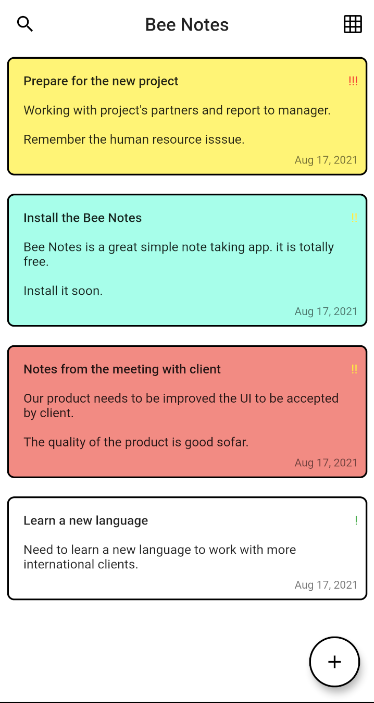 Bee Notes
Prepare for the new project !!!
Working with project's partners and report to manager.
Remember the human resource isssue.
Aug 17, 2021
Install the Bee Notes !!
Bee Notes is a great simple note taking app. it is totally
free.
Install it soon.
Aug 17, 2021
Notes from the meeting with client !!
Our product needs to be improved the UI to be accepted
by client.
The quality of the product is good sofar.
Aug 17, 2021
Learn a new language !
Need to learn a new language to work with more
international clients.
Aug 17, 2021
+